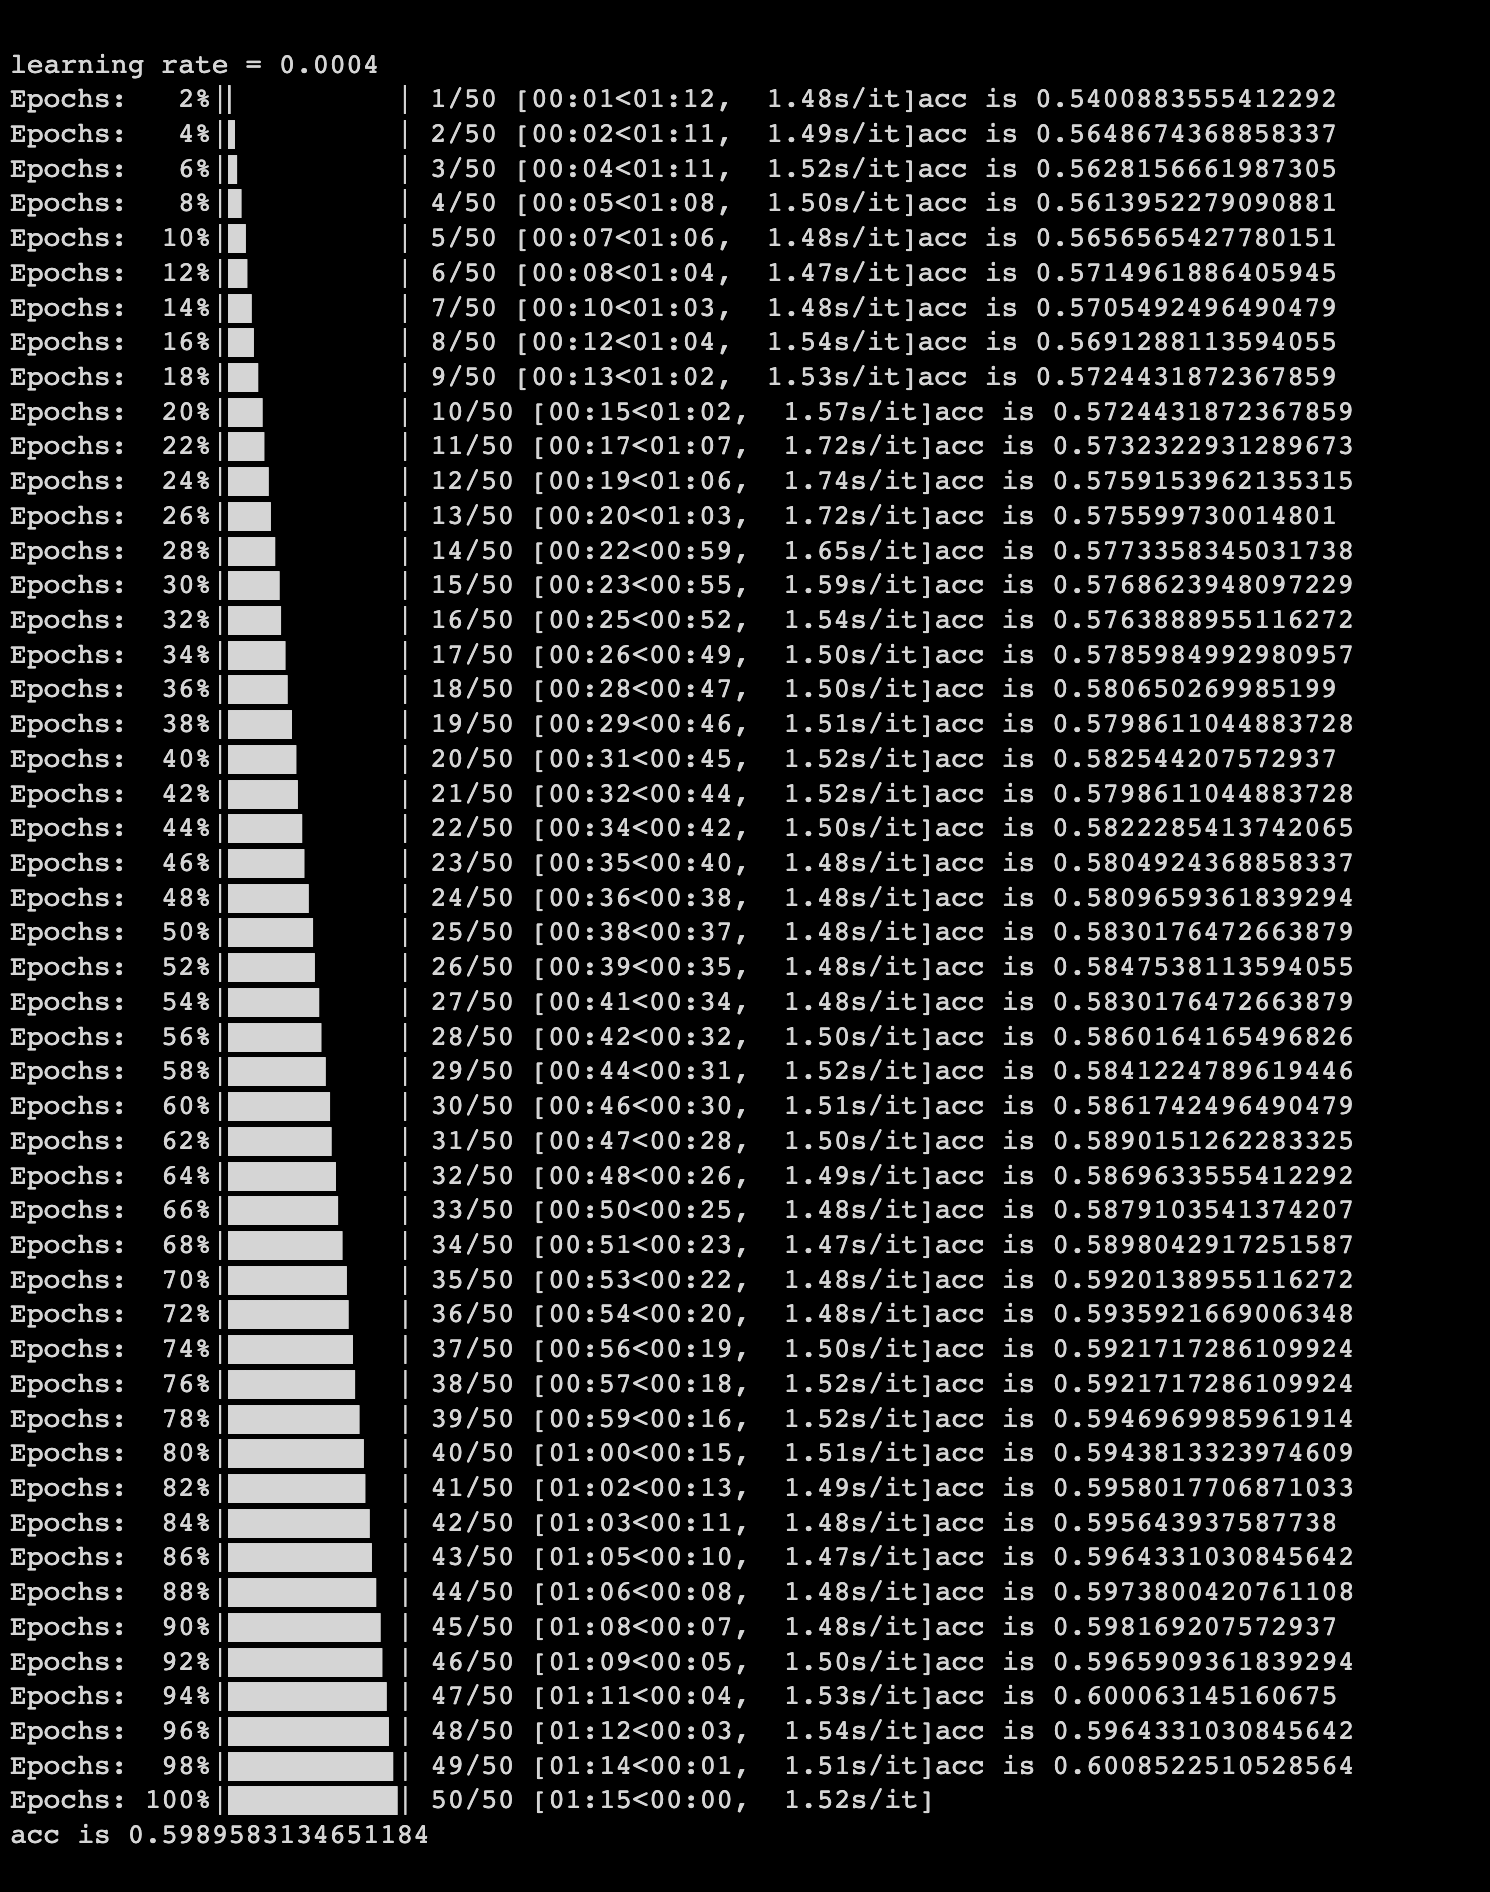 learning rate = 0.0004
Epochs:   2%||          | 1/50 [00:01<01:12,  1.48s/it]acc is 0.5400883555412292
Epochs:   4%|▍         | 2/50 [00:02<01:11,  1.49s/it]acc is 0.5648674368858337
Epochs:   6%|▌         | 3/50 [00:04<01:11,  1.52s/it]acc is 0.5628156661987305
Epochs:   8%|▊         | 4/50 [00:05<01:08,  1.50s/it]acc is 0.5613952279090881
Epochs:  10%|█         | 5/50 [00:07<01:06,  1.48s/it]acc is 0.5656565427780151
Epochs:  12%|█▏        | 6/50 [00:08<01:04,  1.47s/it]acc is 0.5714961886405945
Epochs:  14%|█▍        | 7/50 [00:10<01:03,  1.48s/it]acc is 0.5705492496490479
Epochs:  16%|█▌        | 8/50 [00:12<01:04,  1.54s/it]acc is 0.5691288113594055
Epochs:  18%|█▊        | 9/50 [00:13<01:02,  1.53s/it]acc is 0.5724431872367859
Epochs:  20%|██        | 10/50 [00:15<01:02,  1.57s/it]acc is 0.5724431872367859
Epochs:  22%|██▏       | 11/50 [00:17<01:07,  1.72s/it]acc is 0.5732322931289673
Epochs:  24%|██▍       | 12/50 [00:19<01:06,  1.74s/it]acc is 0.5759153962135315
Epochs:  26%|██▌       | 13/50 [00:20<01:03,  1.72s/it]acc is 0.575599730014801
Epochs:  28%|██▊       | 14/50 [00:22<00:59,  1.65s/it]acc is 0.5773358345031738
Epochs:  30%|███       | 15/50 [00:23<00:55,  1.59s/it]acc is 0.5768623948097229
Epochs:  32%|███▏      | 16/50 [00:25<00:52,  1.54s/it]acc is 0.5763888955116272
Epochs:  34%|███▍      | 17/50 [00:26<00:49,  1.50s/it]acc is 0.5785984992980957
Epochs:  36%|███▌      | 18/50 [00:28<00:47,  1.50s/it]acc is 0.580650269985199
Epochs:  38%|███▊      | 19/50 [00:29<00:46,  1.51s/it]acc is 0.5798611044883728
Epochs:  40%|████      | 20/50 [00:31<00:45,  1.52s/it]acc is 0.582544207572937
Epochs:  42%|████▏     | 21/50 [00:32<00:44,  1.52s/it]acc is 0.5798611044883728
Epochs:  44%|████▍     | 22/50 [00:34<00:42,  1.50s/it]acc is 0.5822285413742065
Epochs:  46%|████▌     | 23/50 [00:35<00:40,  1.48s/it]acc is 0.5804924368858337
Epochs:  48%|████▊     | 24/50 [00:36<00:38,  1.48s/it]acc is 0.5809659361839294
Epochs:  50%|█████     | 25/50 [00:38<00:37,  1.48s/it]acc is 0.5830176472663879
Epochs:  52%|█████▏    | 26/50 [00:39<00:35,  1.48s/it]acc is 0.5847538113594055
Epochs:  54%|█████▍    | 27/50 [00:41<00:34,  1.48s/it]acc is 0.5830176472663879
Epochs:  56%|█████▌    | 28/50 [00:42<00:32,  1.50s/it]acc is 0.5860164165496826
Epochs:  58%|█████▊    | 29/50 [00:44<00:31,  1.52s/it]acc is 0.5841224789619446
Epochs:  60%|██████    | 30/50 [00:46<00:30,  1.51s/it]acc is 0.5861742496490479
Epochs:  62%|██████▏   | 31/50 [00:47<00:28,  1.50s/it]acc is 0.5890151262283325
Epochs:  64%|██████▍   | 32/50 [00:48<00:26,  1.49s/it]acc is 0.5869633555412292
Epochs:  66%|██████▌   | 33/50 [00:50<00:25,  1.48s/it]acc is 0.5879103541374207
Epochs:  68%|██████▊   | 34/50 [00:51<00:23,  1.47s/it]acc is 0.5898042917251587
Epochs:  70%|███████   | 35/50 [00:53<00:22,  1.48s/it]acc is 0.5920138955116272
Epochs:  72%|███████▏  | 36/50 [00:54<00:20,  1.48s/it]acc is 0.5935921669006348
Epochs:  74%|███████▍  | 37/50 [00:56<00:19,  1.50s/it]acc is 0.5921717286109924
Epochs:  76%|███████▌  | 38/50 [00:57<00:18,  1.52s/it]acc is 0.5921717286109924
Epochs:  78%|███████▊  | 39/50 [00:59<00:16,  1.52s/it]acc is 0.5946969985961914
Epochs:  80%|████████  | 40/50 [01:00<00:15,  1.51s/it]acc is 0.5943813323974609
Epochs:  82%|████████▏ | 41/50 [01:02<00:13,  1.49s/it]acc is 0.5958017706871033
Epochs:  84%|████████▍ | 42/50 [01:03<00:11,  1.48s/it]acc is 0.595643937587738
Epochs:  86%|████████▌ | 43/50 [01:05<00:10,  1.47s/it]acc is 0.5964331030845642
Epochs:  88%|████████▊ | 44/50 [01:06<00:08,  1.48s/it]acc is 0.5973800420761108
Epochs:  90%|█████████ | 45/50 [01:08<00:07,  1.48s/it]acc is 0.598169207572937
Epochs:  92%|█████████▏| 46/50 [01:09<00:05,  1.50s/it]acc is 0.5965909361839294
Epochs:  94%|█████████▍| 47/50 [01:11<00:04,  1.53s/it]acc is 0.600063145160675
Epochs:  96%|█████████▌| 48/50 [01:12<00:03,  1.54s/it]acc is 0.5964331030845642
Epochs:  98%|█████████▊| 49/50 [01:14<00:01,  1.51s/it]acc is 0.6008522510528564
Epochs: 100%|██████████| 50/50 [01:15<00:00,  1.52s/it]
acc is 0.5989583134651184